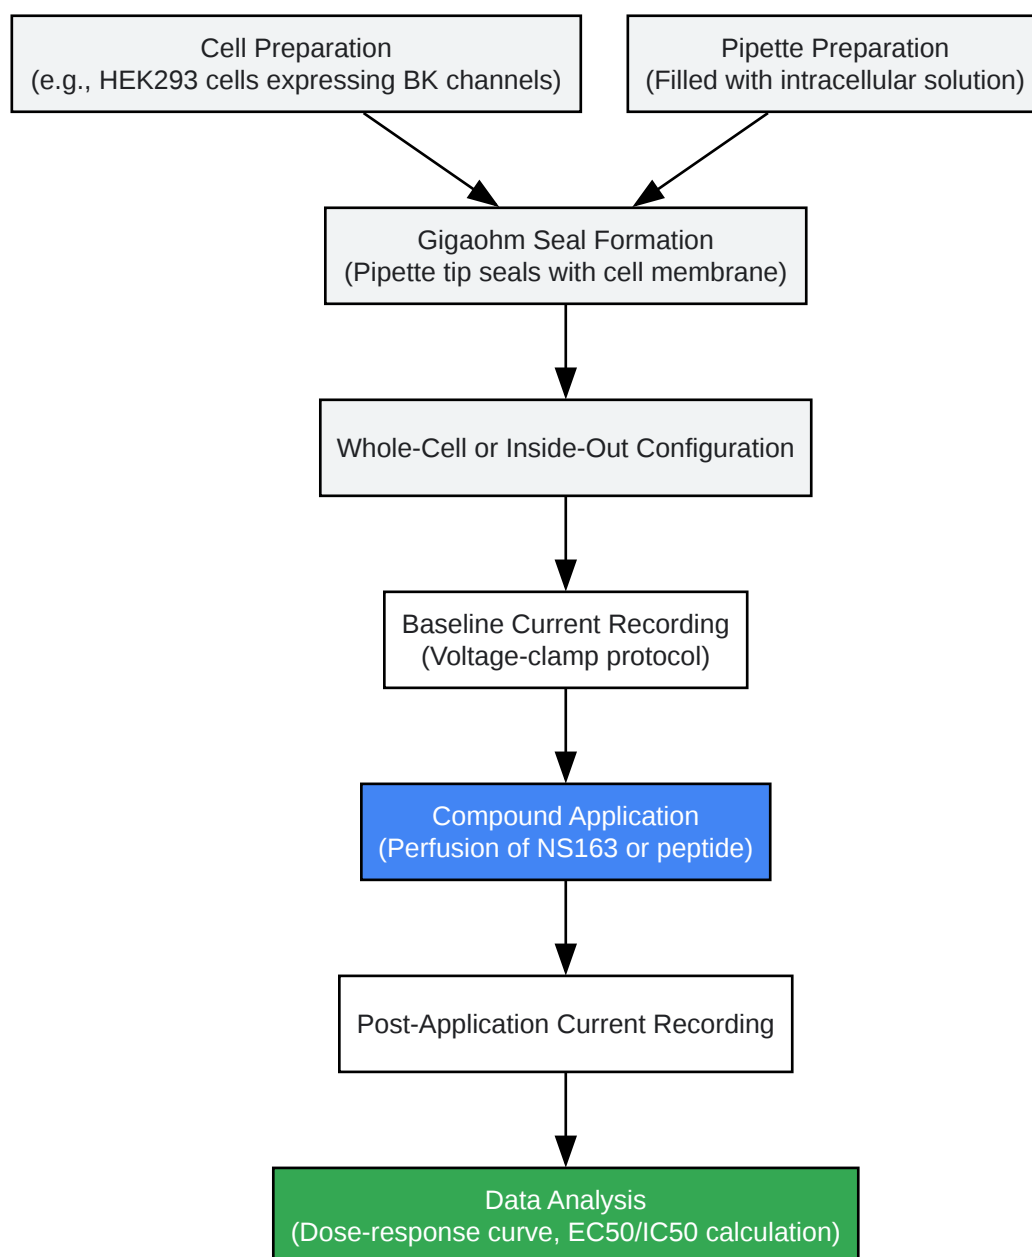 Cell Preparation
(e.g., HEK293 cells expressing BK channels)
Pipette Preparation
(Filled with intracellular solution)
Gigaohm Seal Formation
(Pipette tip seals with cell membrane)
Whole-Cell or Inside-Out Configuration
Baseline Current Recording
(Voltage-clamp protocol)
Compound Application
(Perfusion of NS163 or peptide)
Post-Application Current Recording
Data Analysis
(Dose-response curve, EC50/IC50 calculation)